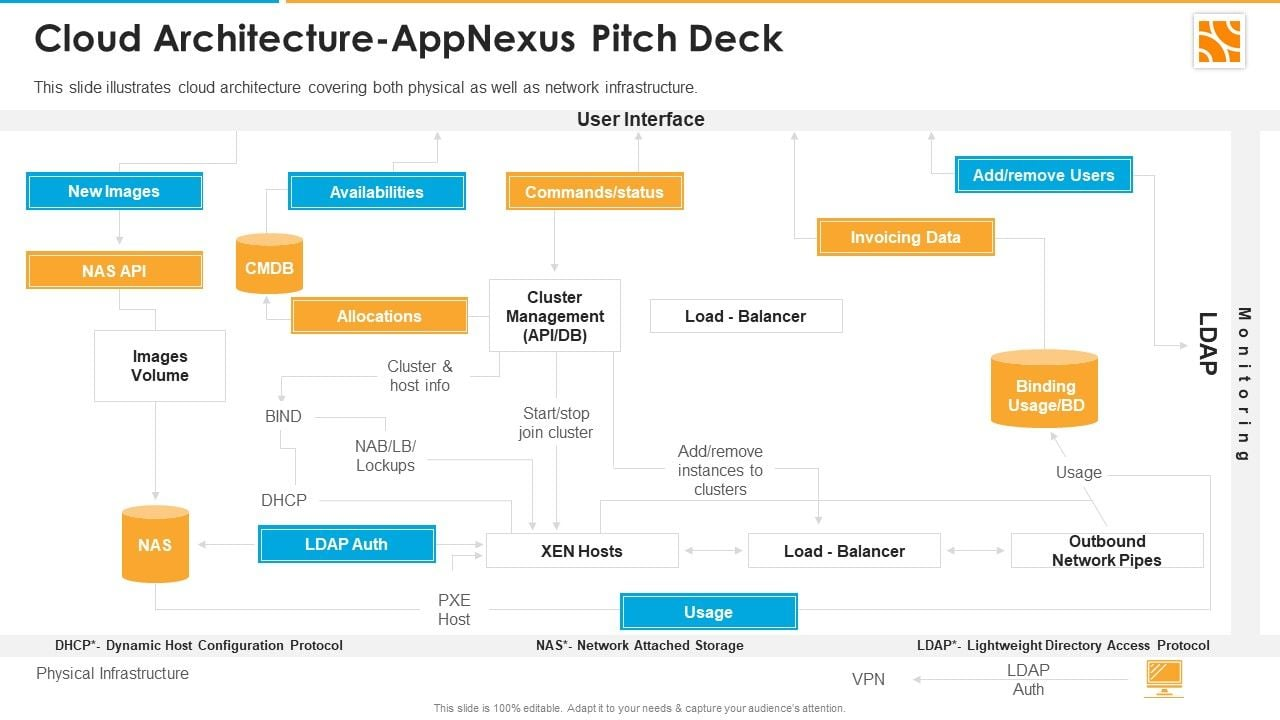 Cloud Architecture-AppNexus Pitch Deck
This slide illustrates cloud architecture covering both physical as well as network infrastructure.
User Interface
New Images
Availabilities
Commands/status
Add/remove Users
Invoicing Data
NAS API
CMDB
Allocations
Cluster
Management
(API/DB)
Load - Balancer
LDAP
Monitoring
Images
Volume
Cluster &
host info
Binding
Usage/BD
BIND
Start/stop
join cluster
NAB/LB/
Lockups
Add/remove
instances to
clusters
Usage
DHCP
NAS
LDAP Auth
XEN Hosts
Load - Balancer
Outbound
Network Pipes
PXE
Host
Usage
DHCP*- Dynamic Host Configuration Protocol
NAS*- Network Attached Storage
LDAP*- Lightweight Directory Access Protocol
Physical Infrastructure
VPN
LDAP
Auth
This slide is 100% editable. Adapt it to your needs & capture your audience's attention.